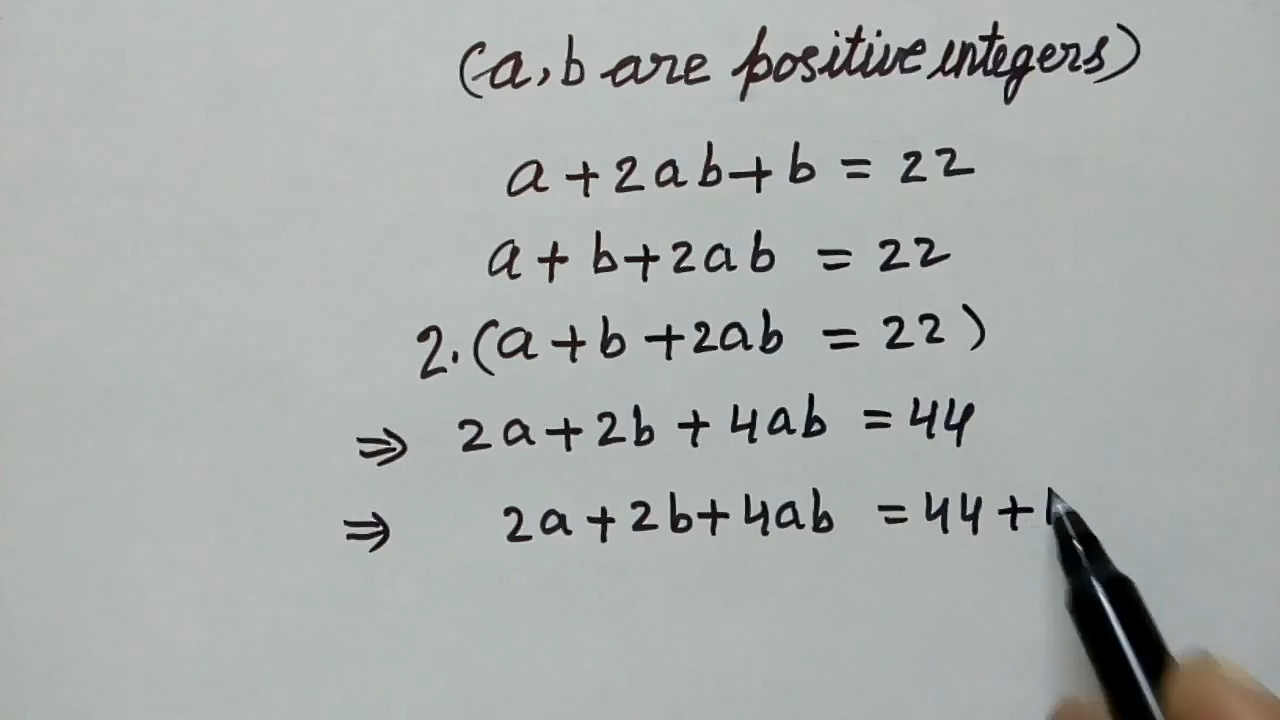 (a, b are positive integers)
a + 2ab + b = 22
a + b + 2ab = 22
2. (a + b + 2ab = 22)
⇒ 2a + 2b + 4ab = 44
⇒ 2a + 2b + 4ab = 44 +